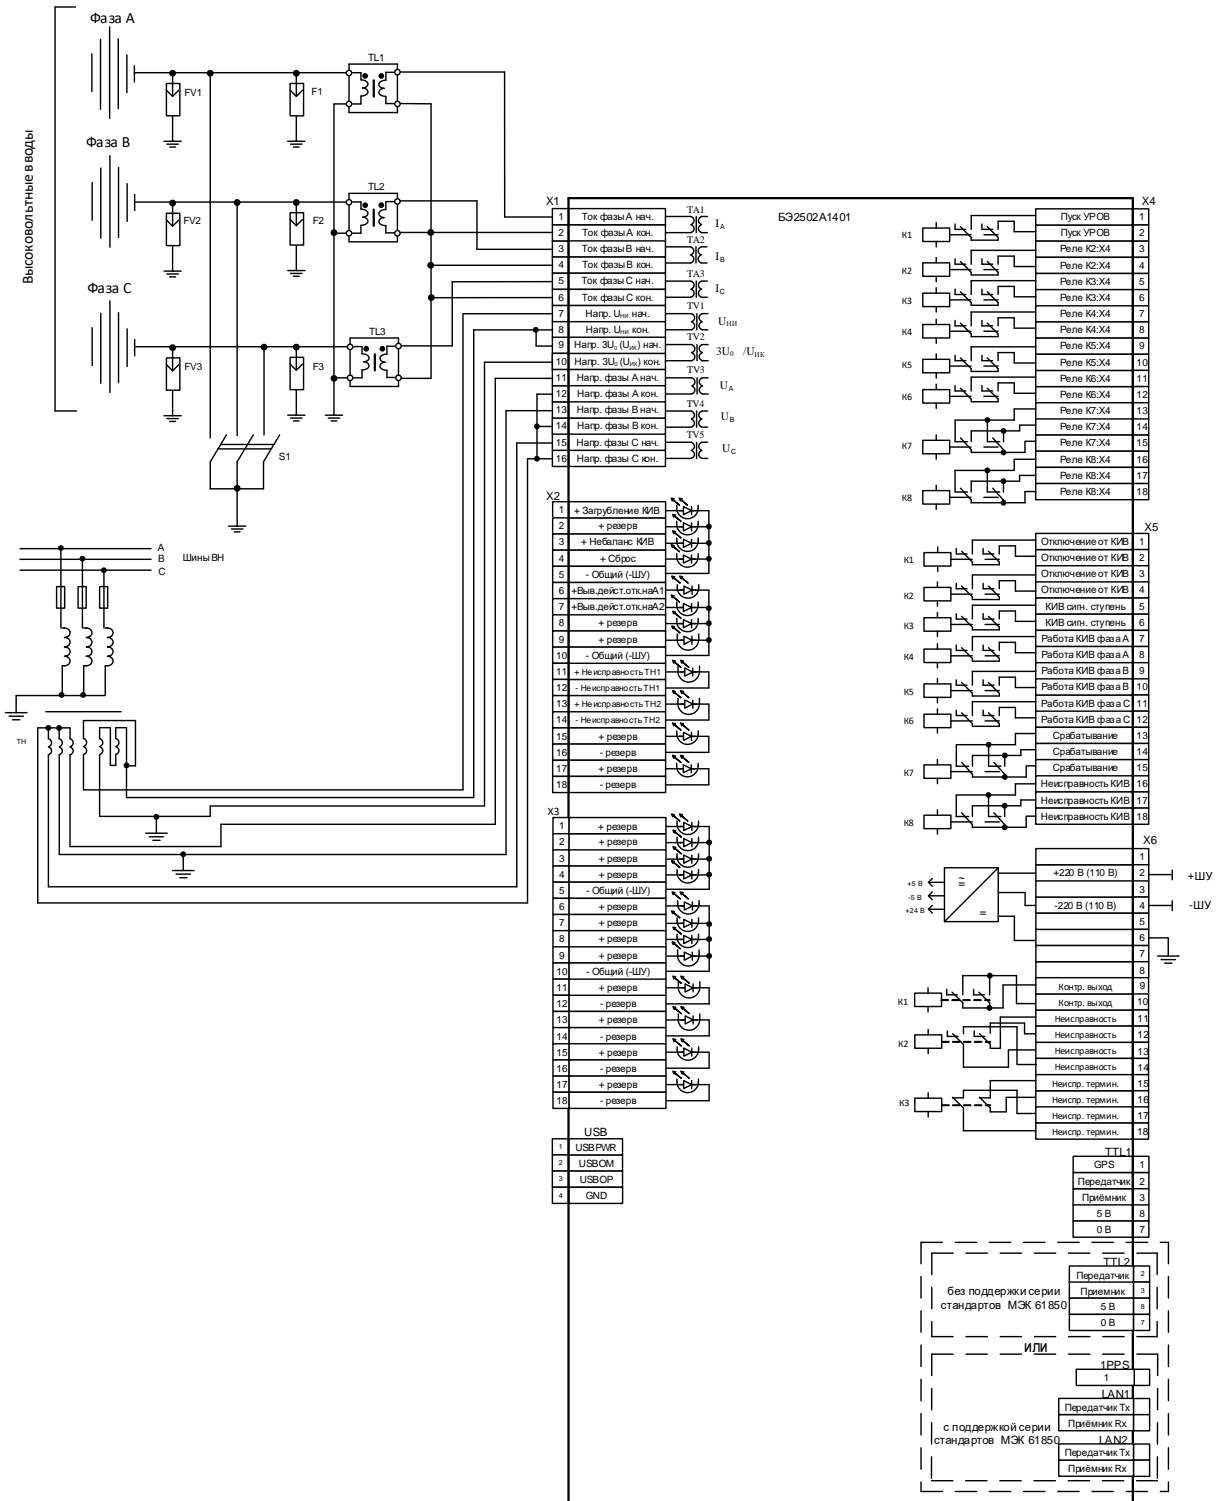 Высоковольтные вводы
Фаза А
TL1
FV1
F1
Фаза В
TL2
FV2
F2
Фаза С
TL3
FV3
F3
S1
А
В
С
Шины ВН
ТН
БЭ2502А1401
X1
1 Ток фазы А нач.
2 Ток фазы А кон.
3 Ток фазы В нач.
4 Ток фазы В кон.
5 Ток фазы С нач.
6 Ток фазы С кон.
7 Напр. Uни нач.
8 Напр. Uни кон.
9 Напр. 3U₀ (Uик) нач.
10 Напр. 3U₀ (Uик) кон.
11 Напр. фазы А нач.
12 Напр. фазы А кон.
13 Напр. фазы В нач.
14 Напр. фазы В кон.
15 Напр. фазы С нач.
16 Напр. фазы С кон.
TA1
IA
TA2
IB
TA3
IC
TV1
UНИ
TV2
3U₀ /UИК
TV3
UA
TV4
UB
TV5
UC
X2
1 + Загрубление КИВ
2 + резерв
3 + Небаланс КИВ
4 + Сброс
5 - Общий (-ШУ)
6 +Выв.дейст.отк.наА1
7 +Выв.дейст.отк.наА2
8 + резерв
9 + резерв
10 - Общий (-ШУ)
11 + Неисправность ТН1
12 - Неисправность ТН1
13 + Неисправность ТН2
14 - Неисправность ТН2
15 + резерв
16 - резерв
17 + резерв
18 - резерв
X3
1 + резерв
2 + резерв
3 + резерв
4 + резерв
5 - Общий (-ШУ)
6 + резерв
7 + резерв
8 + резерв
9 + резерв
10 - Общий (-ШУ)
11 + резерв
12 - резерв
13 + резерв
14 - резерв
15 + резерв
16 - резерв
17 + резерв
18 - резерв
USB
1 USBPWR
2 USBOM
3 USBOP
4 GND
X4
К1
К2
К3
К4
К5
К6
К7
К8
Пуск УРОВ 1
Пуск УРОВ 2
Реле К2:Х4 3
Реле К2:Х4 4
Реле К3:Х4 5
Реле К3:Х4 6
Реле К4:Х4 7
Реле К4:Х4 8
Реле К5:Х4 9
Реле К5:Х4 10
Реле К6:Х4 11
Реле К6:Х4 12
Реле К7:Х4 13
Реле К7:Х4 14
Реле К7:Х4 15
Реле К8:Х4 16
Реле К8:Х4 17
Реле К8:Х4 18
X5
К1
К2
К3
К4
К5
К6
К7
К8
Отключение от КИВ 1
Отключение от КИВ 2
Отключение от КИВ 3
Отключение от КИВ 4
КИВ сигн. ступень 5
КИВ сигн. ступень 6
Работа КИВ фаза А 7
Работа КИВ фаза А 8
Работа КИВ фаза В 9
Работа КИВ фаза В 10
Работа КИВ фаза С 11
Работа КИВ фаза С 12
Срабатывание 13
Срабатывание 14
Срабатывание 15
Неисправность КИВ 16
Неисправность КИВ 17
Неисправность КИВ 18
X6
+5 В
-5 В
+24 В
~
=
=
К1
К2
К3
1
+220 В (110 В) 2
+ШУ
3
-220 В (110 В) 4
-ШУ
5
6
7
8
Контр. выход 9
Контр. выход 10
Неисправность 11
Неисправность 12
Неисправность 13
Неисправность 14
Неиспр. термин. 15
Неиспр. термин. 16
Неиспр. термин. 17
Неиспр. термин. 18
TTL1
GPS 1
Передатчик 2
Приёмник 3
5 В 8
0 В 7
без поддержки серии
стандартов МЭК 61850
TTL2
Передатчик 2
Приемник 3
5 В 8
0 В 7
ИЛИ
с поддержкой серии
стандартов МЭК 61850
1PPS
1
LAN1
Передатчик Tx
Приёмник Rx
LAN2
Передатчик Tx
Приёмник Rx